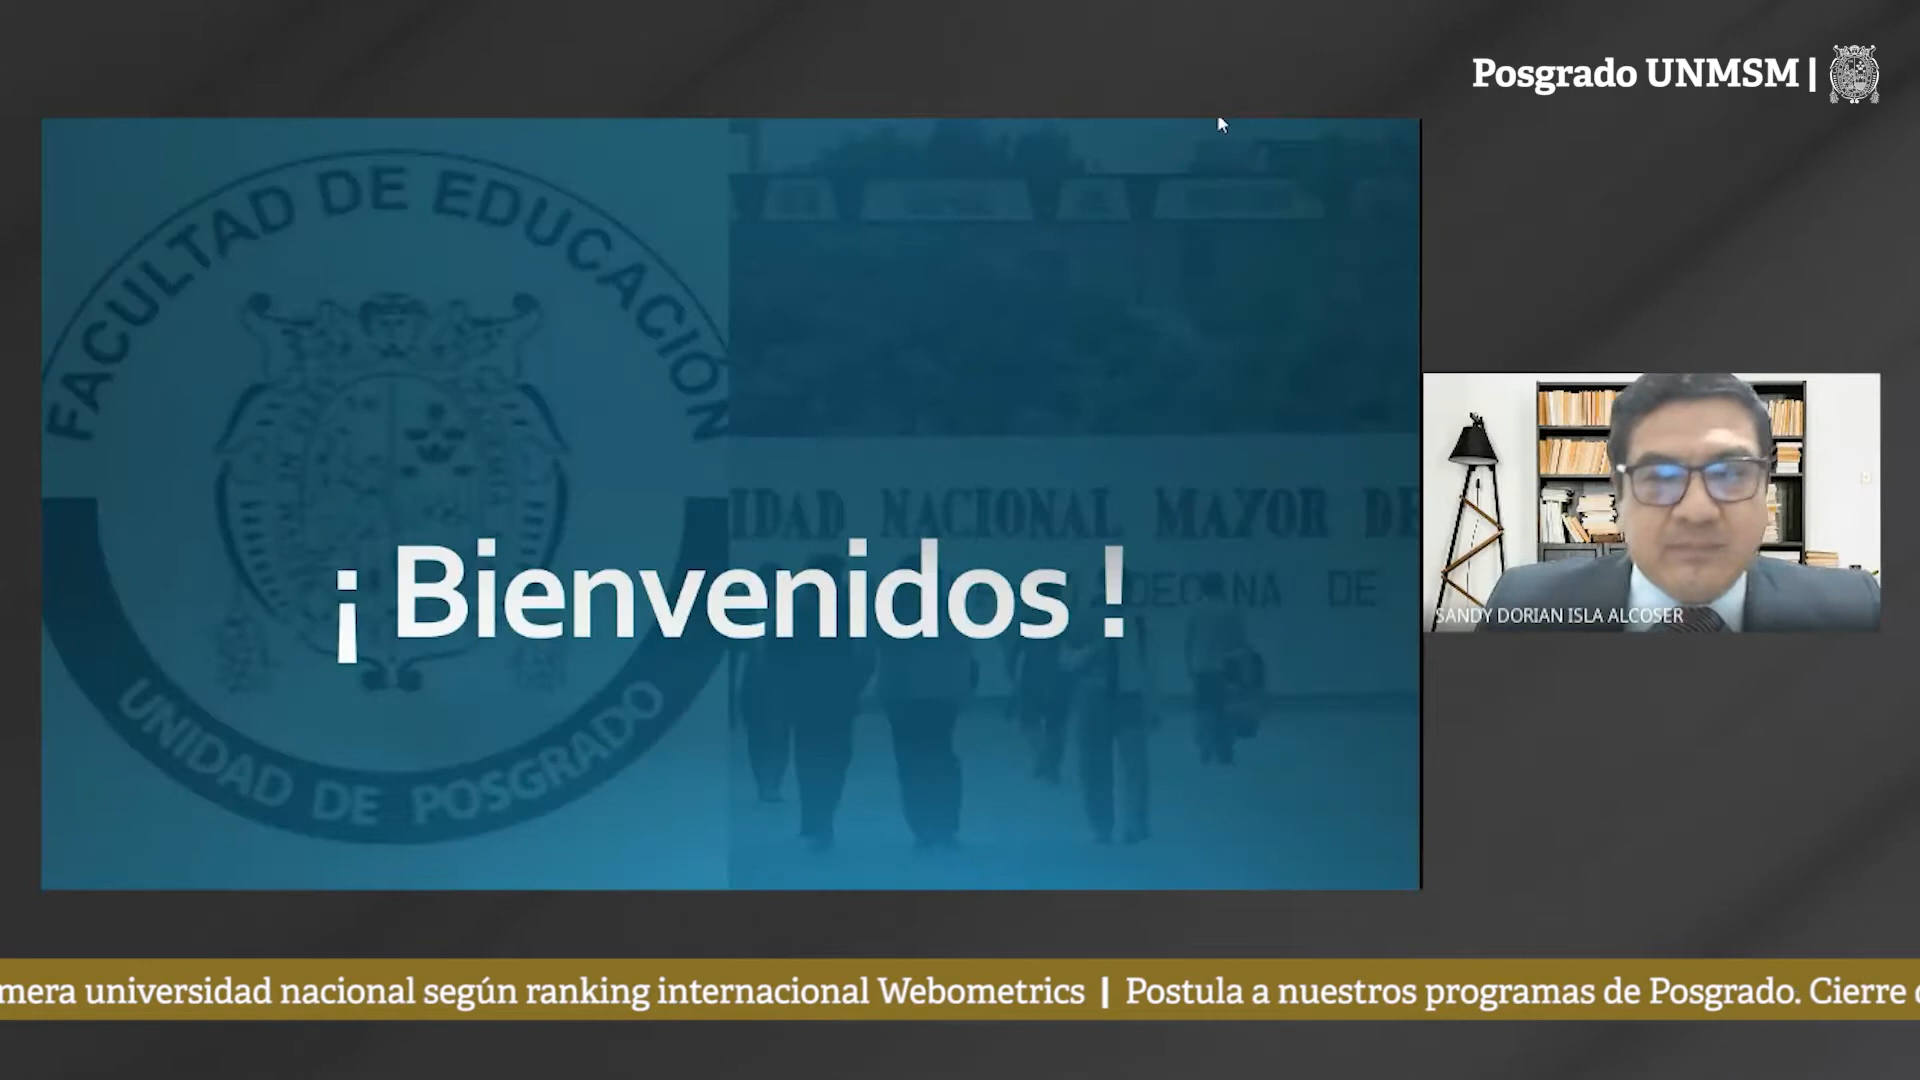 Posgrado UNMSM |
FACULTAD DE EDUCACIÓN
IDAD NACIONAL MAYOR DE
¡ Bienvenidos !
DECANA DE
SANDY DORIAN ISLA ALCOSER
UNIDAD DE POSGRADO
mera universidad nacional según ranking internacional Webometrics | Postula a nuestros programas de Posgrado. Cierre